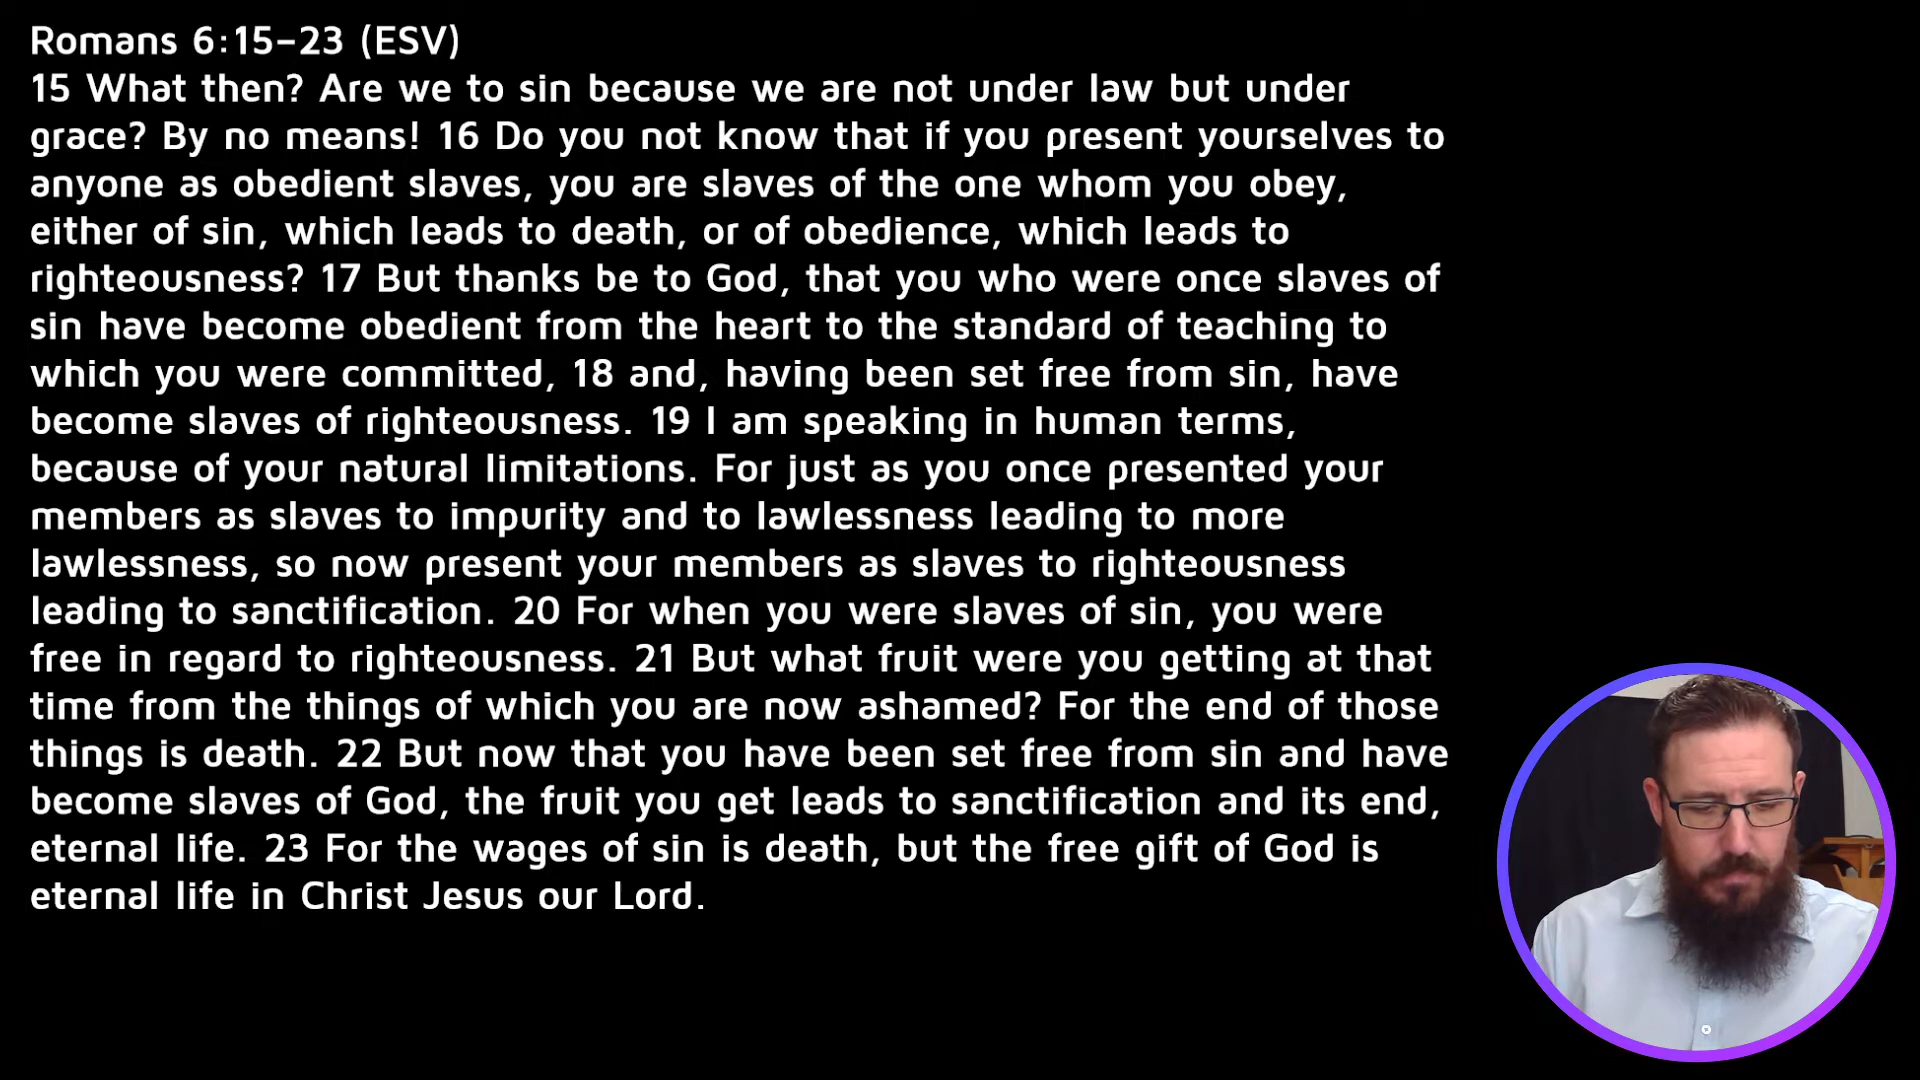 Romans 6:15–23 (ESV)
15 What then? Are we to sin because we are not under law but under
grace? By no means! 16 Do you not know that if you present yourselves to
anyone as obedient slaves, you are slaves of the one whom you obey,
either of sin, which leads to death, or of obedience, which leads to
righteousness? 17 But thanks be to God, that you who were once slaves of
sin have become obedient from the heart to the standard of teaching to
which you were committed, 18 and, having been set free from sin, have
become slaves of righteousness. 19 I am speaking in human terms,
because of your natural limitations. For just as you once presented your
members as slaves to impurity and to lawlessness leading to more
lawlessness, so now present your members as slaves to righteousness
leading to sanctification. 20 For when you were slaves of sin, you were
free in regard to righteousness. 21 But what fruit were you getting at that
time from the things of which you are now ashamed? For the end of those
things is death. 22 But now that you have been set free from sin and have
become slaves of God, the fruit you get leads to sanctification and its end,
eternal life. 23 For the wages of sin is death, but the free gift of God is
eternal life in Christ Jesus our Lord.